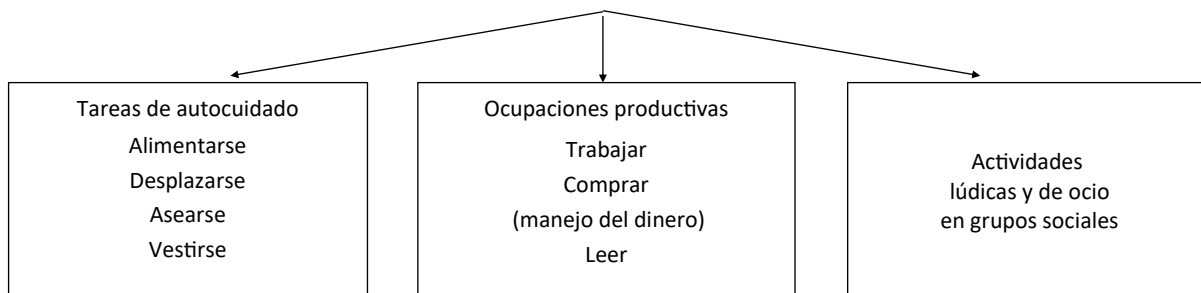 Tareas de autocuidado
Alimentarse
Desplazarse
Asearse
Vestirse
Ocupaciones productivas
Trabajar
Comprar
(manejo del dinero)
Leer
Actividades
lúdicas y de ocio
en grupos sociales